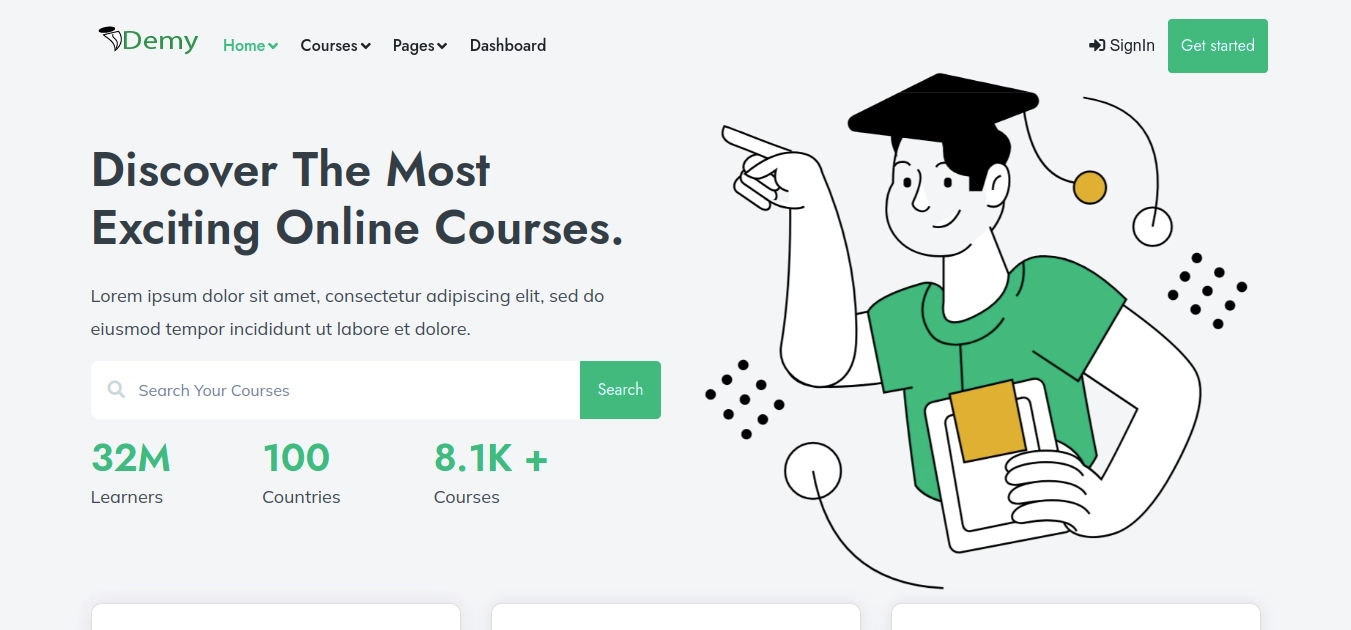 Demy
Home Courses Pages Dashboard
SignIn
Get started
Discover The Most
Exciting Online Courses.
Lorem ipsum dolor sit amet, consectetur adipiscing elit, sed do
eiusmod tempor incididunt ut labore et dolore.
Search Your Courses
Search
32M
Learners
100
Countries
8.1K +
Courses